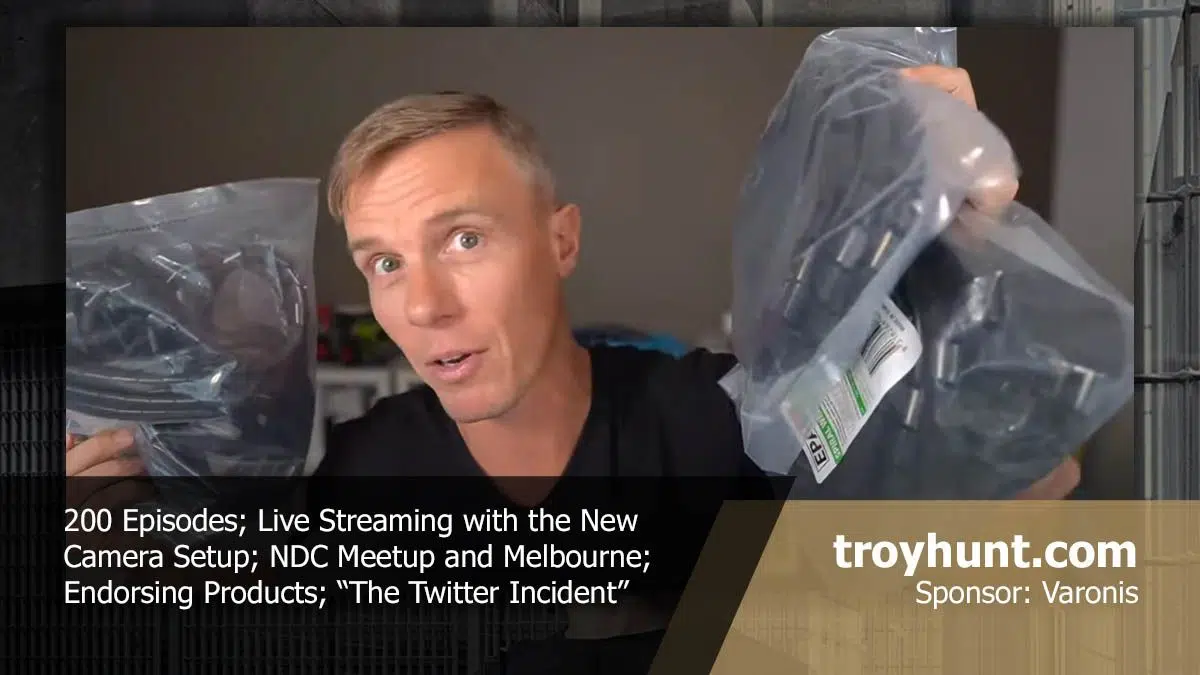 200 Episodes; Live Streaming with the New
Camera Setup; NDC Meetup and Melbourne;
Endorsing Products; “The Twitter Incident”
troyhunt.com
Sponsor: Varonis
SPIRAL W